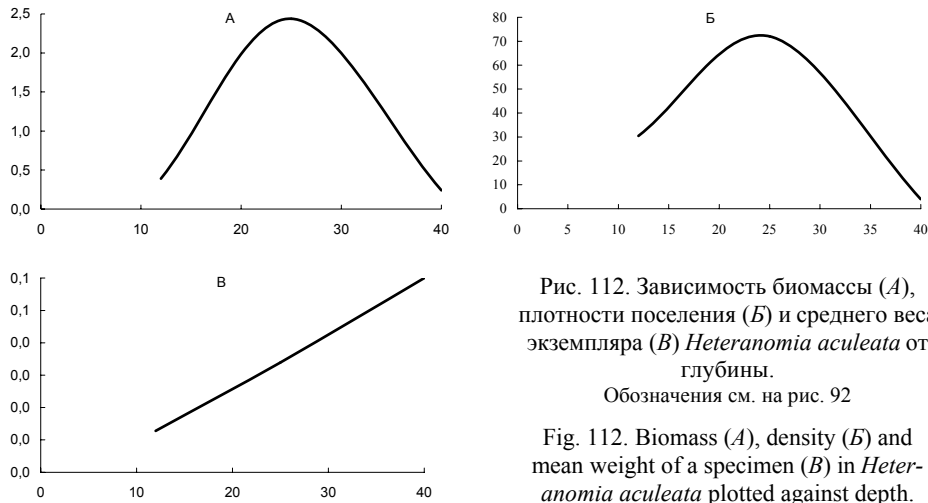 А
2,5
2,0
1,5
1,0
0,5
0,0
0 10 20 30 40
Б
80
70
60
50
40
30
20
10
0
0 5 10 15 20 25 30 35 40
В
0,1
0,1
0,0
0,0
0,0
0,0
0,0
0 10 20 30 40
Рис. 112. Зависимость биомассы (А),
плотности поселения (Б) и среднего веса
экземпляра (В) Heteranomia aculeata от
глубины.
Обозначения см. на рис. 92
Fig. 112. Biomass (А), density (Б) and
mean weight of a specimen (В) in Heter-
anomia aculeata plotted against depth.